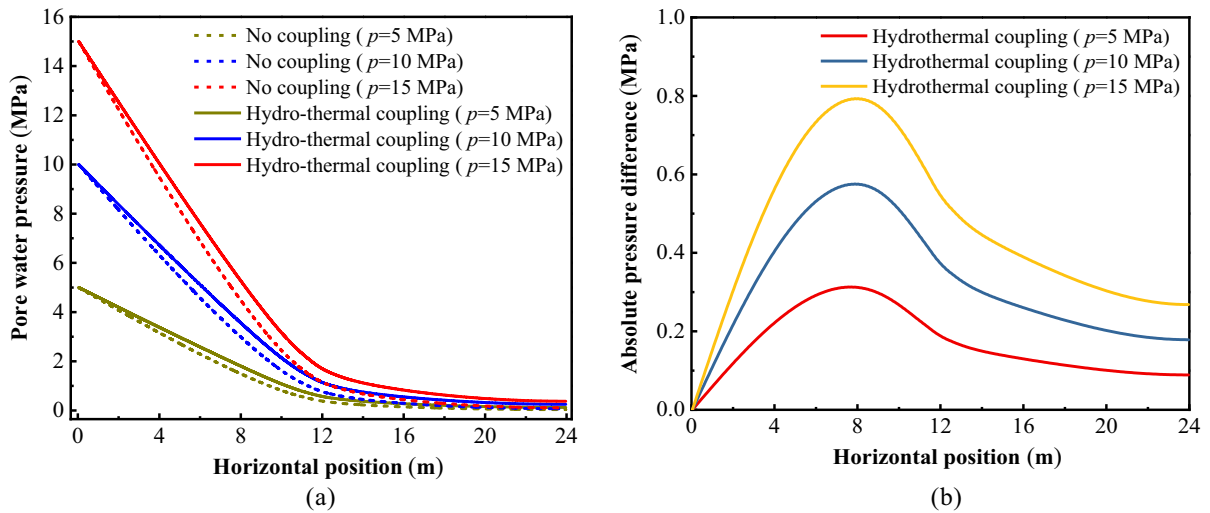 16
14
12
10
8
6
4
2
0
Pore water pressure (MPa)
No coupling ( p=5 MPa)
No coupling ( p=10 MPa)
No coupling ( p=15 MPa)
Hydro-thermal coupling ( p=5 MPa)
Hydro-thermal coupling ( p=10 MPa)
Hydro-thermal coupling ( p=15 MPa)
0 4 8 12 16 20 24
Horizontal position (m)
(a)
1.0
0.8
0.6
0.4
0.2
0.0
Absolute pressure difference (MPa)
Hydrothermal coupling ( p=5 MPa)
Hydrothermal coupling ( p=10 MPa)
Hydrothermal coupling ( p=15 MPa)
0 4 8 12 16 20 24
Horizontal position (m)
(b)